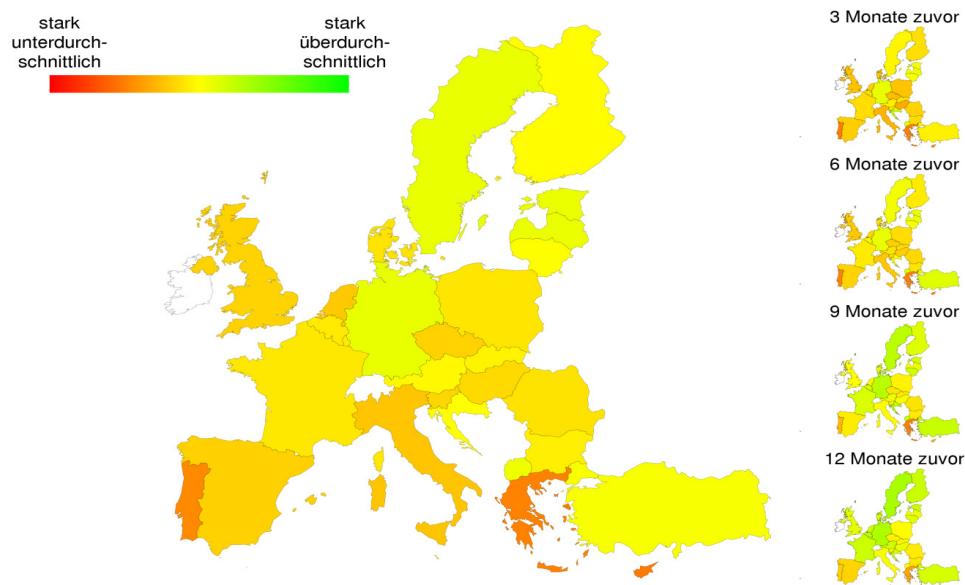 stark
unterdurch-
schnittlich
stark
überdurch-
schnittlich
3 Monate zuvor
6 Monate zuvor
9 Monate zuvor
12 Monate zuvor